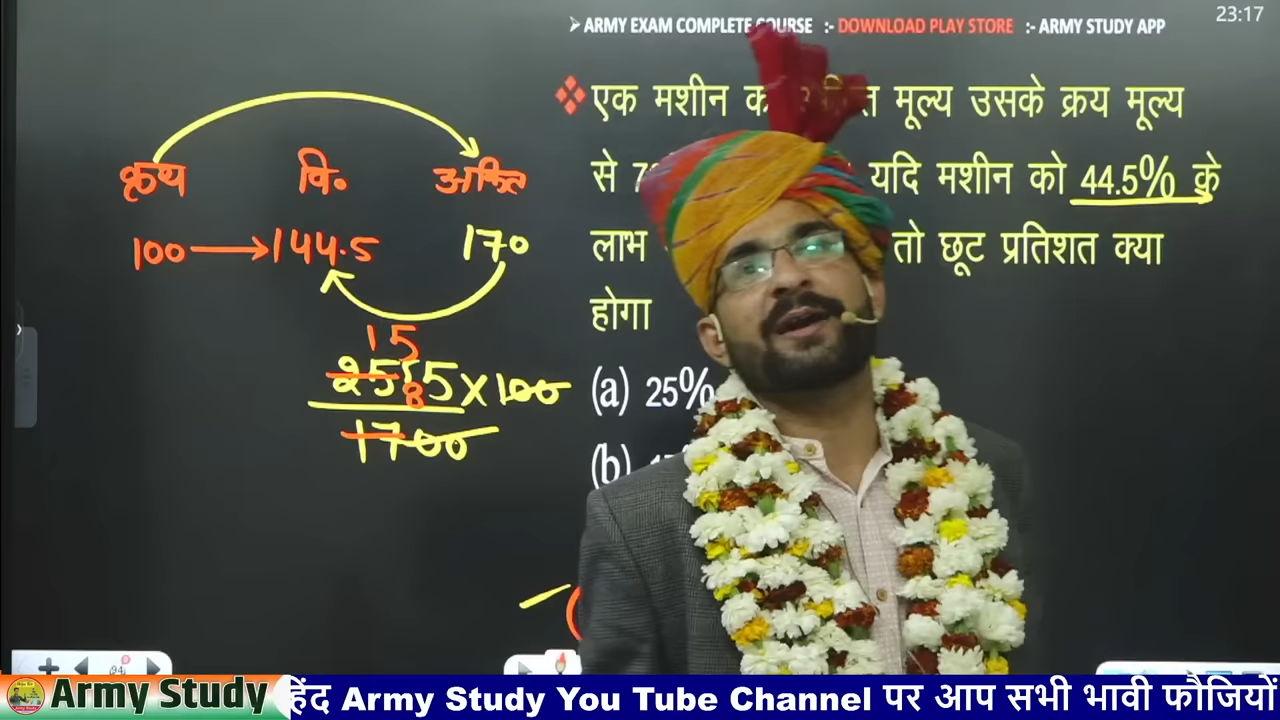 ➢ ARMY EXAM COMPLETE COURSE :- DOWNLOAD PLAY STORE :- ARMY STUDY APP
23:17
एक मशीन मूल्य उसके क्रय मूल्य
से 7 यदि मशीन को 44.5% के
लाभ तो छूट प्रतिशत क्या
होगा
(a) 25%
(b)
क्रय वि॰ अंकित
100 → 144.5 170
15
2555 × 100
8
1700
Army Study
हिंद Army Study You Tube Channel पर आप सभी भावी फौजियों